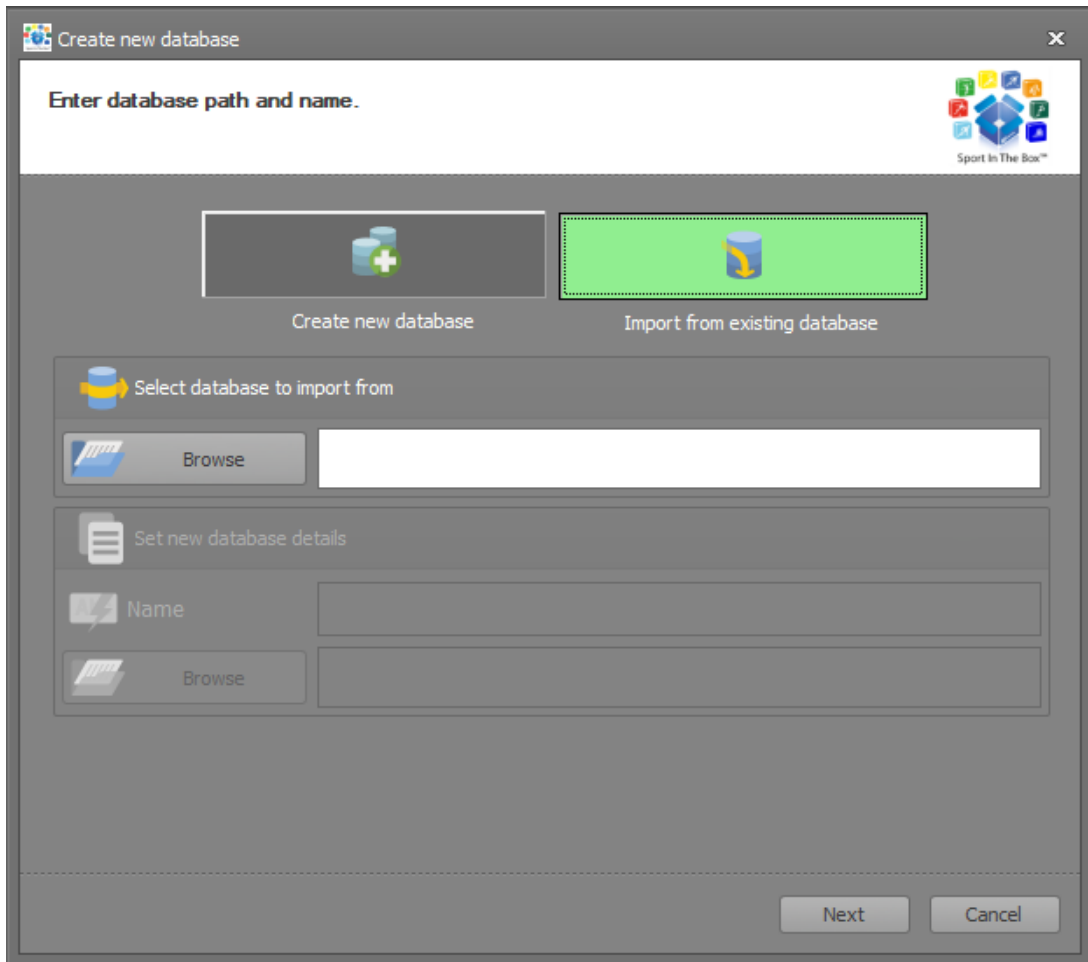 Create new database
Enter database path and name.
Sport In The Box™
Create new database
Import from existing database
Select database to import from
Browse
Set new database details
Name
Browse
Next
Cancel